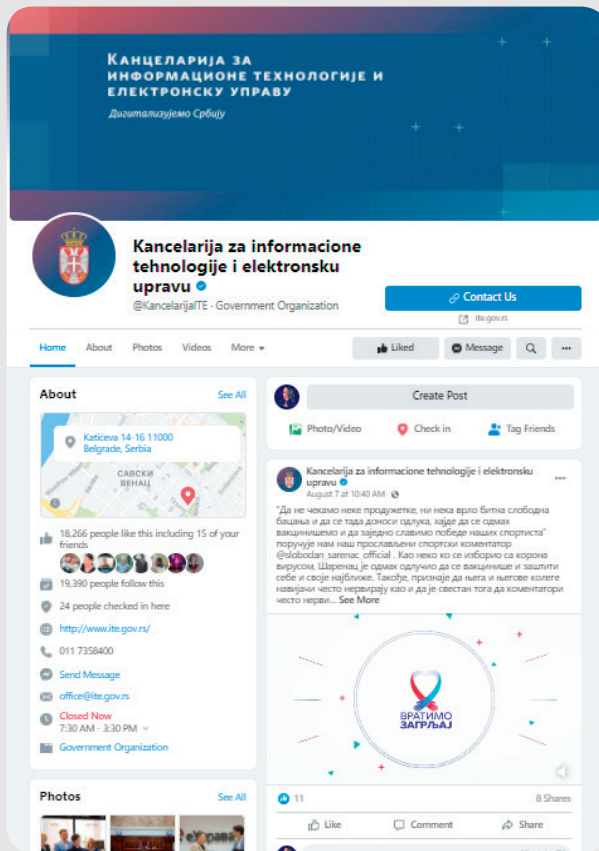 КАНЦЕЛАРИЈА ЗА
ИНФОРМАЦИОНЕ ТЕХНОЛОГИЈЕ И
ЕЛЕКТРОНСКУ УПРАВУ
Дигитализујемо Србију
Kancelarija za informacione
tehnologije i elektronsku
upravu
@KancelarijaITE · Government Organization
Contact Us
ite.gov.rs
Home About Photos Videos More
Liked Message
About See All
Katićeva 14-16 11000
Belgrade, Serbia
САВСКИ
ВЕНАЦ
18,266 people like this including 15 of your
friends
19,390 people follow this
24 people checked in here
http://www.ite.gov.rs/
011 7358400
Send Message
office@ite.gov.rs
Closed Now
7:30 AM - 3:30 PM
Government Organization
Photos See All
еУправа
Create Post
Photo/Video Check in Tag Friends
Kancelarija za informacione tehnologije i elektronsku
upravu
August 7 at 10:40 AM ·
"Да не чекамо неке продужетке, ни нека врло битна слободна
бацања и да се тада доноси одлука, хајде да се одмах
вакцинишемо и да заједно славимо победе наших спортиста"
поручује нам наш прослављени спортски коментатор
@slobodan_sarenac_official . Као неко ко се изборио са корона
вирусом, Шаренац је одмах одлучио да се вакцинише и заштити
себе и своје најближе. Такође, признаје да њега и његове колеге
навијачи често нервирају као и да је свестан тога да коментатори
често нерви... See More
ВРАТИМО
ЗАГРЉАЈ
11 8 Shares
Like Comment Share